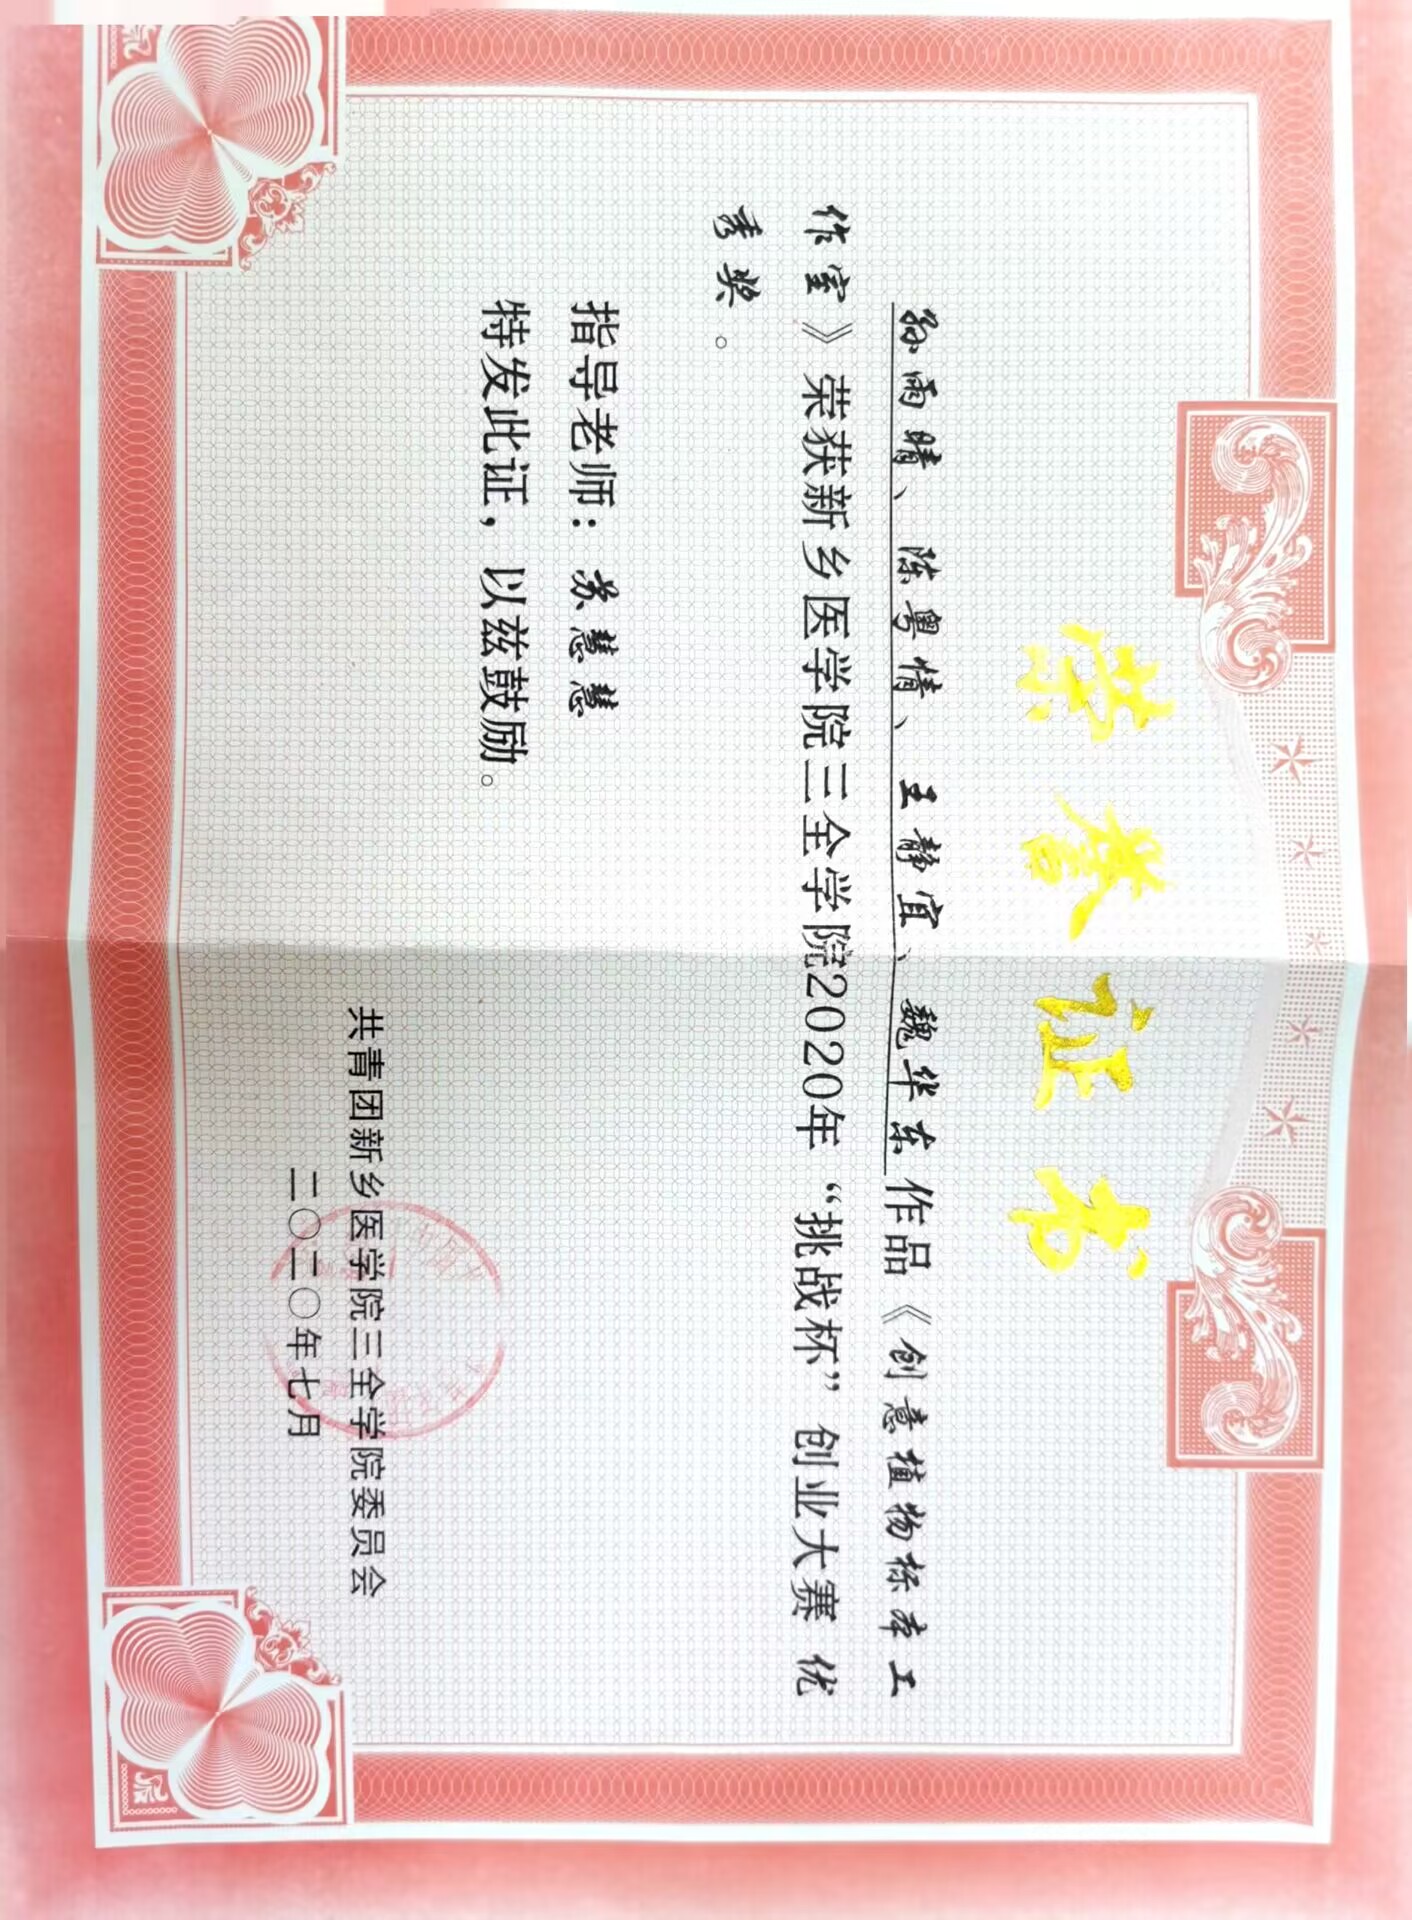 荣誉证书
孙雨晴、陈粤情、王静宜、魏华东作品《创意植物标本工
作室》荣获新乡医学院三全学院2020年“挑战杯”创业大赛 优
秀奖。
指导老师：苏慧慧
特发此证，以兹鼓励。
共青团新乡医学院三全学院委员会
二〇二〇年七月